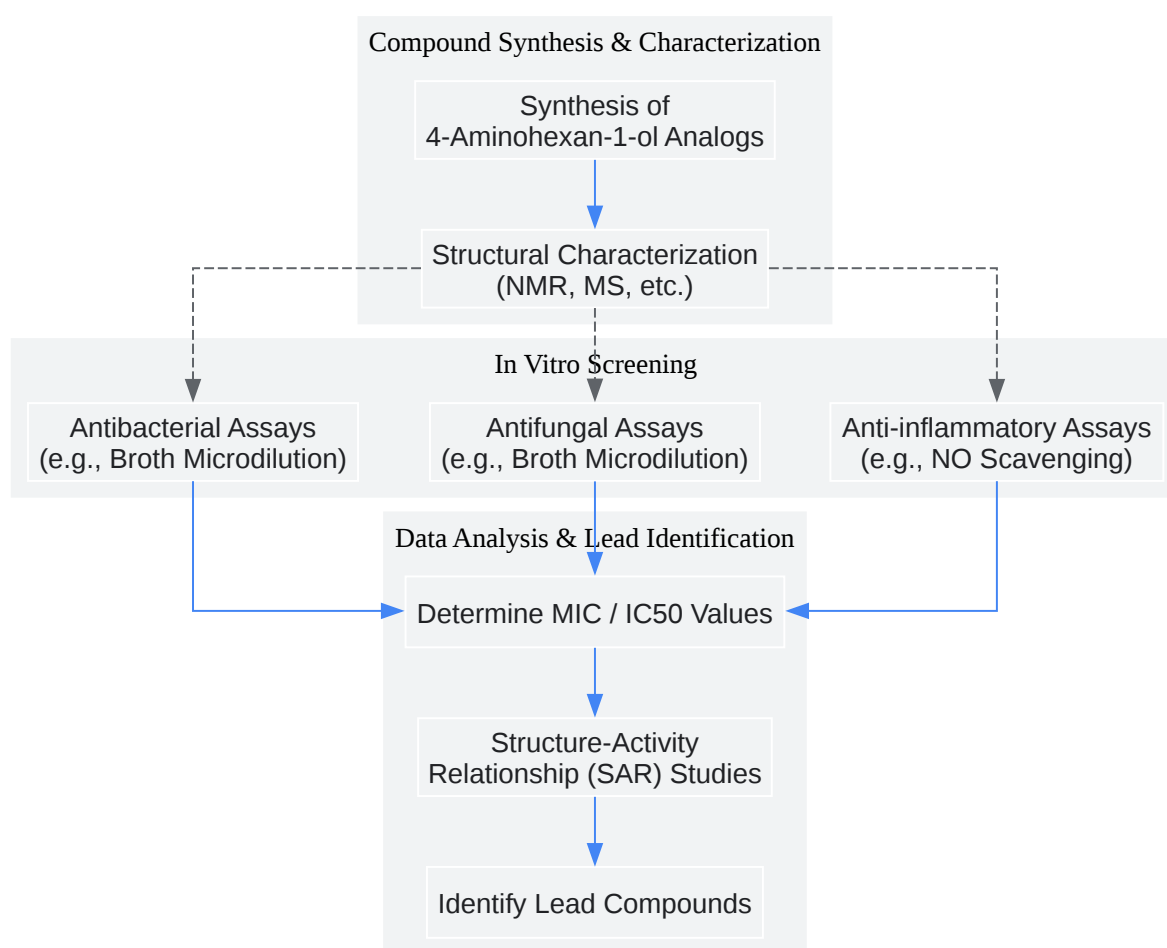 Compound Synthesis & Characterization
Synthesis of
4-Aminohexan-1-ol Analogs
Structural Characterization
(NMR, MS, etc.)
In Vitro Screening
Antibacterial Assays
(e.g., Broth Microdilution)
Antifungal Assays
(e.g., Broth Microdilution)
Anti-inflammatory Assays
(e.g., NO Scavenging)
Data Analysis & Lead Identification
Determine MIC / IC50 Values
Structure-Activity
Relationship (SAR) Studies
Identify Lead Compounds